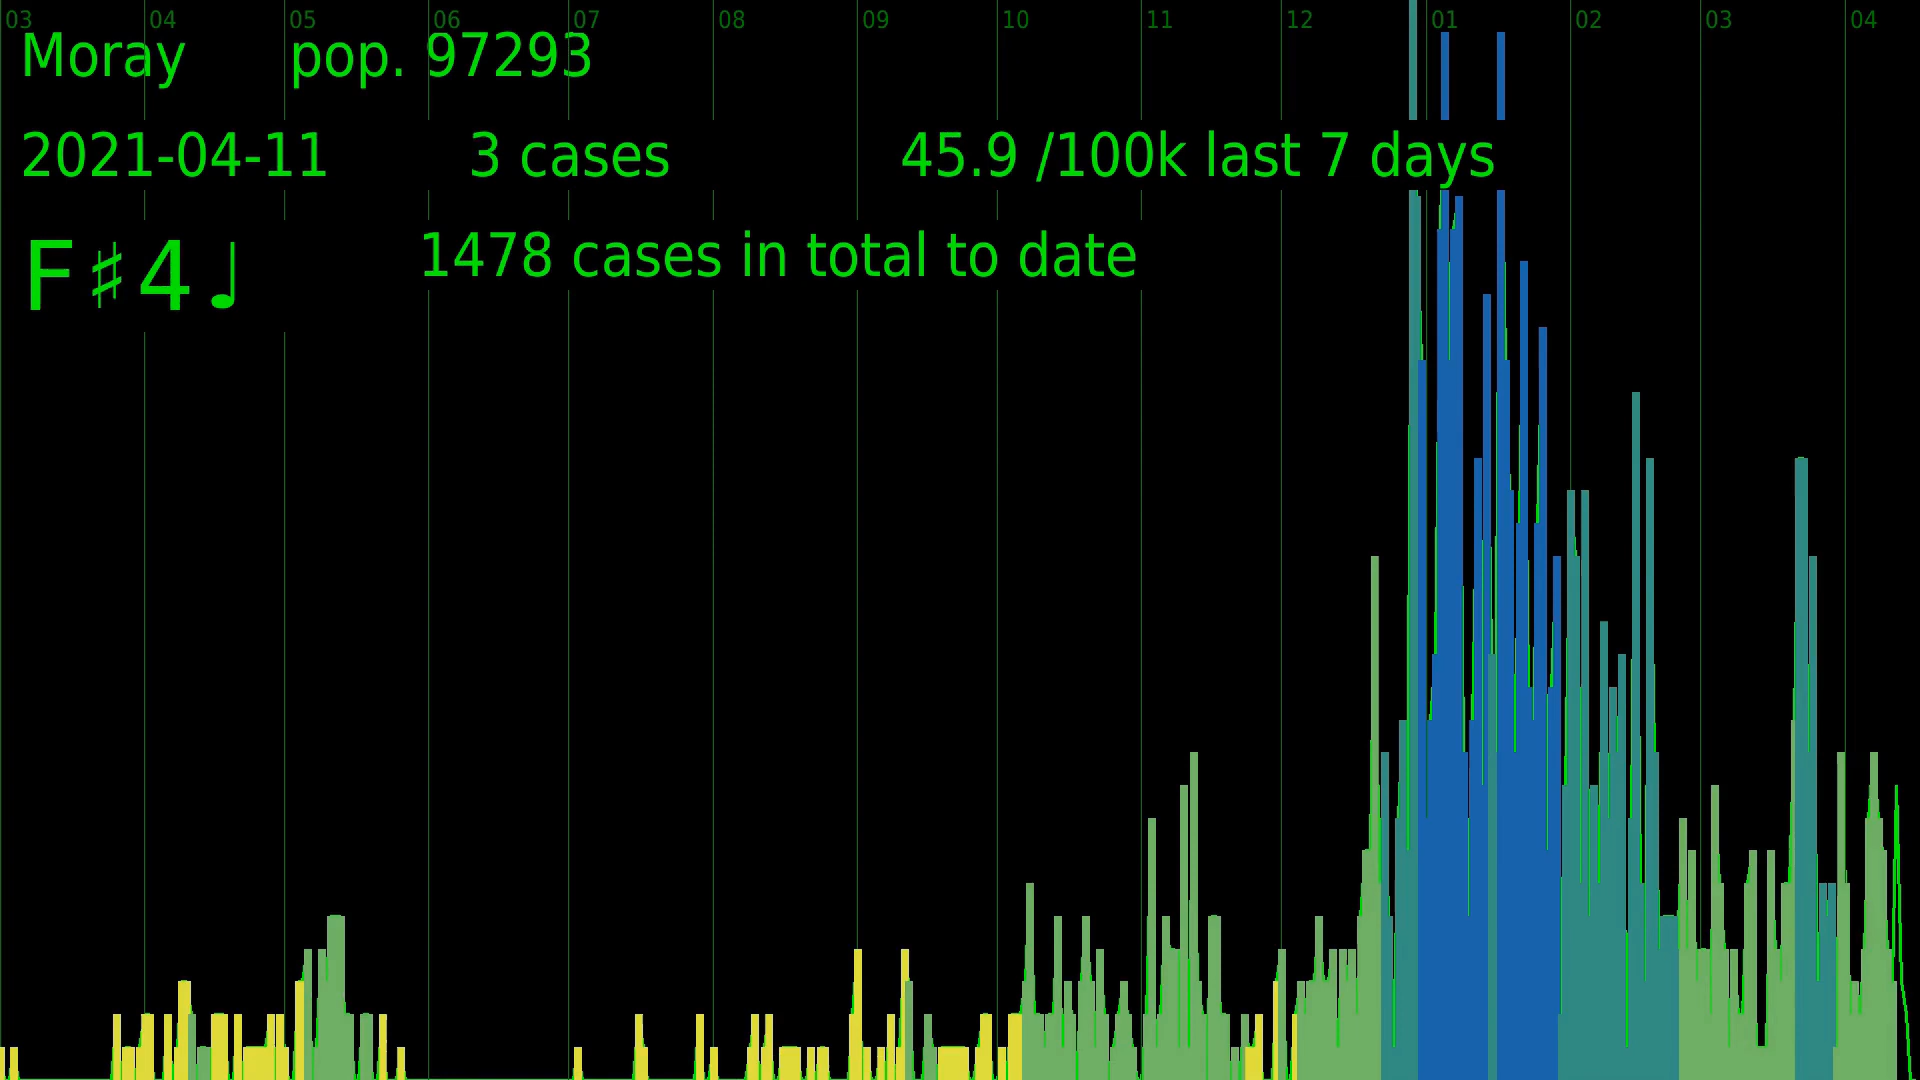 03 04 05 06 07 08 09 10 11 12 01 02 03 04
Moray pop. 97293
2021-04-11 3 cases 45.9 /100k last 7 days
F♯4♩ 1478 cases in total to date